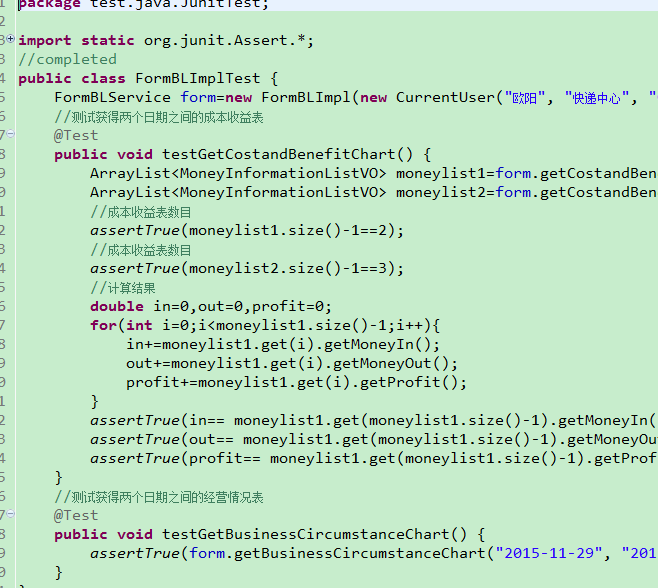 package test.java.JunitTest;
import static org.junit.Assert.*;
//completed
public class FormBLImplTest {
FormBLService form=new FormBLImpl(new CurrentUser("欧阳", "快递中心", "
//测试获得两个日期之间的成本收益表
@Test
public void testGetCostandBenefitChart() {
ArrayList<MoneyInformationListVO> moneylist1=form.getCostandBen
ArrayList<MoneyInformationListVO> moneylist2=form.getCostandBen
//成本收益表数目
assertTrue(moneylist1.size()-1==2);
//成本收益表数目
assertTrue(moneylist2.size()-1==3);
//计算结果
double in=0,out=0,profit=0;
for(int i=0;i<moneylist1.size()-1;i++){
in+=moneylist1.get(i).getMoneyIn();
out+=moneylist1.get(i).getMoneyOut();
profit+=moneylist1.get(i).getProfit();
}
assertTrue(in== moneylist1.get(moneylist1.size()-1).getMoneyIn(
assertTrue(out== moneylist1.get(moneylist1.size()-1).getMoneyOu
assertTrue(profit== moneylist1.get(moneylist1.size()-1).getProf
}
//测试获得两个日期之间的经营情况表
@Test
public void testGetBusinessCircumstanceChart() {
assertTrue(form.getBusinessCircumstanceChart("2015-11-29", "201
}